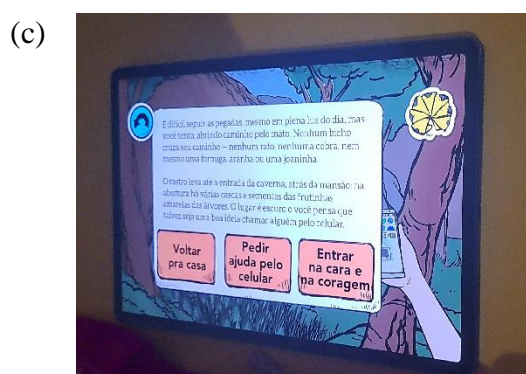 (c)
É difícil seguir as pegadas mesmo em plena luz do dia, mas
você tenta, abrindo caminho pelo mato. Nenhum bicho
cruza seu caminho – nenhum rato, nenhuma cobra, nem
mesmo uma formiga, aranha ou uma joaninha.
O rastro leva até a entrada da caverna, atrás da mansão: na
abertura há várias cascas e sementes das frutinhas
amarelas das árvores. O lugar é escuro e você pensa que
talvez seja uma boa ideia chamar alguém pelo celular.
Voltar
pra casa
Pedir
ajuda pelo
celular
Entrar
na cara e
na coragem